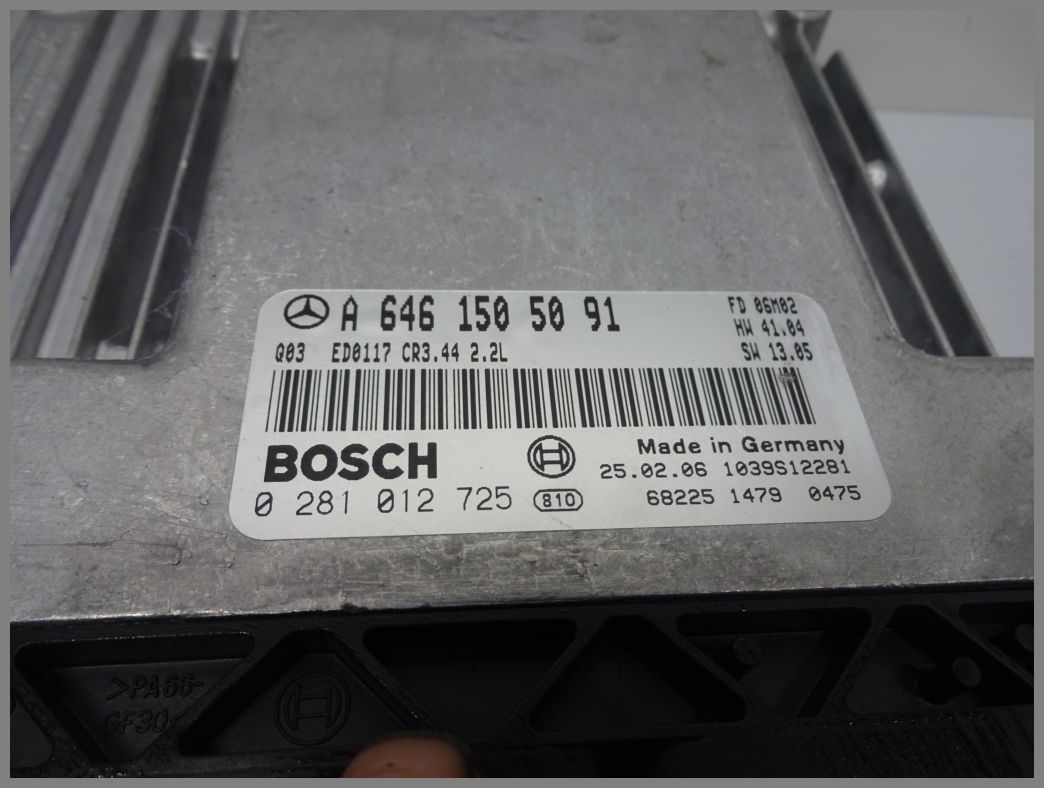 A 646 150 50 91
FD 06M02
HW 41.04
Q03 ED0117 CR3.44 2.2L
SW 13.05
BOSCH
Made in Germany
25.02.06 1039S12281
0 281 012 725
810
68225 1479 0475
>PA66-
GF30<